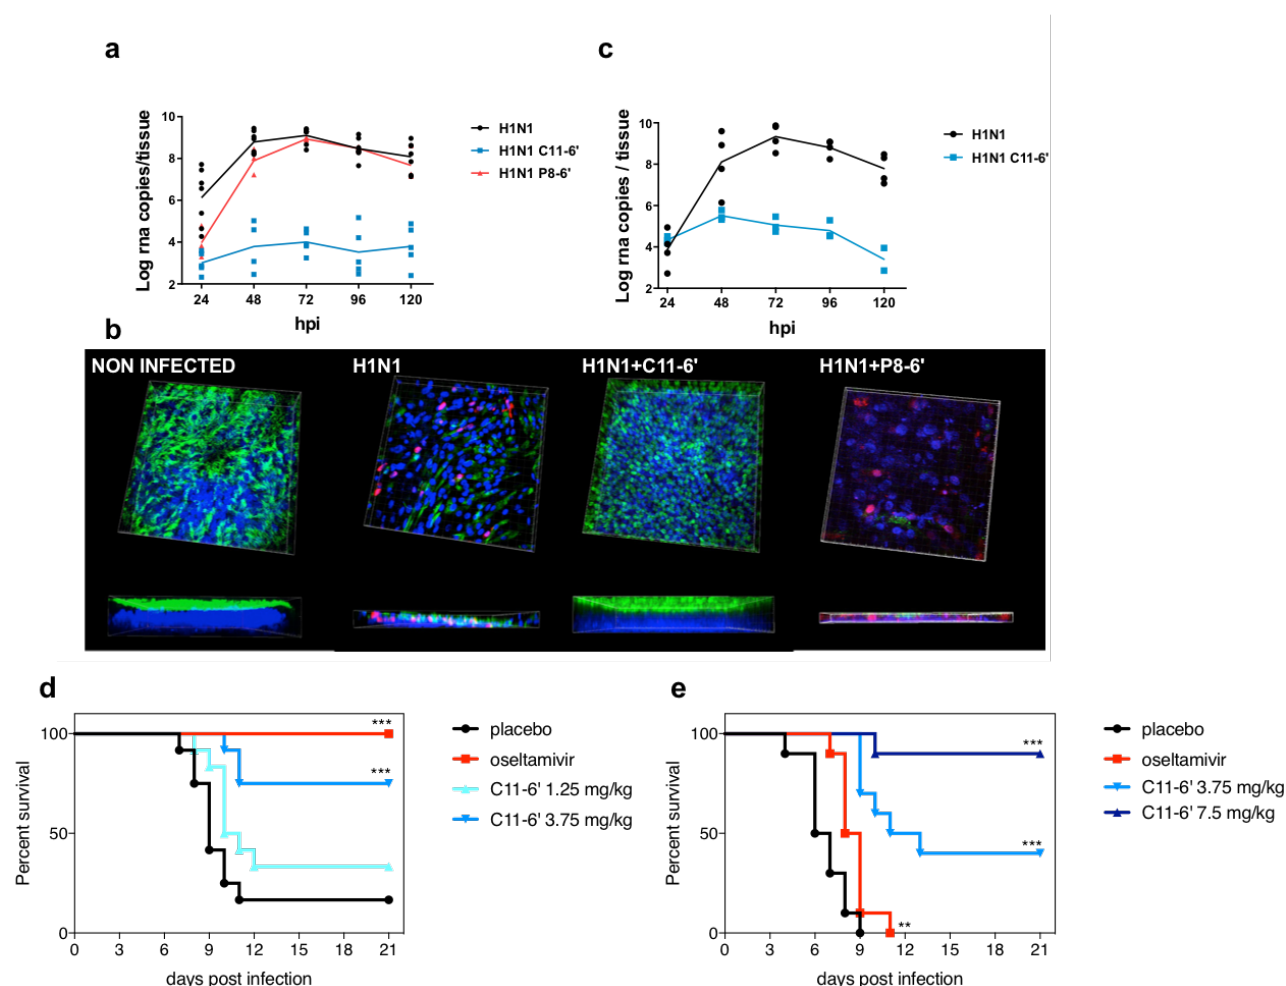 a
c
Log rna copies/tissue
10
8
6
4
2
24 48 72 96 120
hpi
H1N1
H1N1 C11-6'
H1N1 P8-6'
Log rna copies / tissue
10
8
6
4
2
24 48 72 96 120
hpi
H1N1
H1N1 C11-6'
b
NON INFECTED
H1N1
H1N1+C11-6'
H1N1+P8-6'
d
Percent survival
100
50
0
0 3 6 9 12 15 18 21
days post infection
***
***
placebo
oseltamivir
C11-6' 1.25 mg/kg
C11-6' 3.75 mg/kg
e
Percent survival
100
50
0
0 3 6 9 12 15 18 21
days post infection
***
***
**
placebo
oseltamivir
C11-6' 3.75 mg/kg
C11-6' 7.5 mg/kg